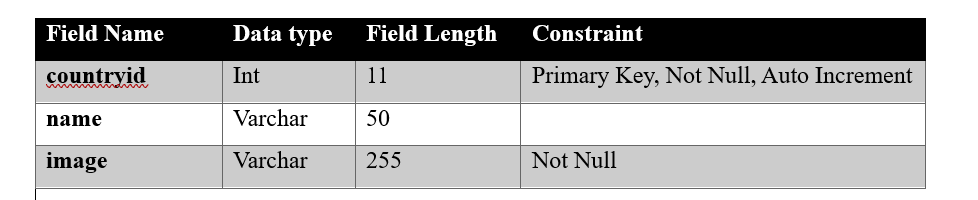 Field Name Data type Field Length Constraint
countryid Int 11 Primary Key, Not Null, Auto Increment
name Varchar 50
image Varchar 255 Not Null